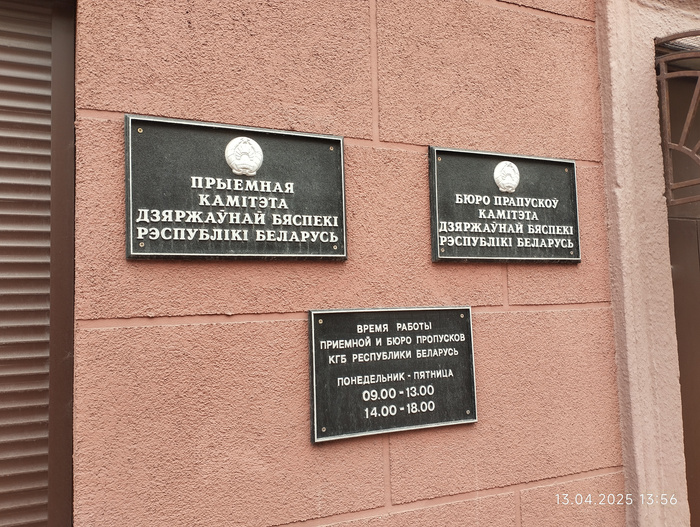 ПРЫЕМНАЯ
КАМІТЭТА
ДЗЯРЖАЎНАЙ БЯСПЕКІ
РЭСПУБЛІКІ БЕЛАРУСЬ
БЮРО ПРАПУСКОЎ
КАМІТЭТА
ДЗЯРЖАЎНАЙ БЯСПЕКІ
РЭСПУБЛІКІ БЕЛАРУСЬ
ВРЕМЯ РАБОТЫ
ПРИЕМНОЙ И БЮРО ПРОПУСКОВ
КГБ РЕСПУБЛИКИ БЕЛАРУСЬ
ПОНЕДЕЛЬНИК - ПЯТНИЦА
09.00 - 13.00
14.00 - 18.00
13.04.2025 13:56